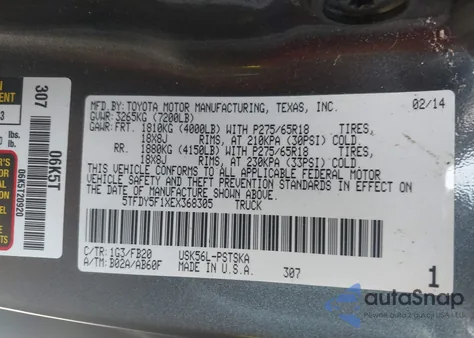 MFD.BY: TOYOTA MOTOR MANUFACTURING, TEXAS, INC. 02/14
GVWR: 3265KG (7200LB)
GAWR: FRT. 1810KG (4000LB) WITH P275/65R18 TIRES,
18X8J RIMS, AT 210KPA (30PSI) COLD.
RR. 1880KG (4150LB) WITH P275/65R18 TIRES,
18X8J RIMS, AT 230KPA (33PSI) COLD.
THIS VEHICLE CONFORMS TO ALL APPLICABLE FEDERAL MOTOR
VEHICLE SAFETY AND THEFT PREVENTION STANDARDS IN EFFECT ON
THE DATE OF MANUFACTURE SHOWN ABOVE.
5TFDY5F1XEX368305 TRUCK
C/TR: 1G3/FB20 USK56L-PSTSKA
A/TM: B02A/AB60F MADE IN U.S.A. 307
1
307
06K5T
06K5T20920
lbs.
autoSnap